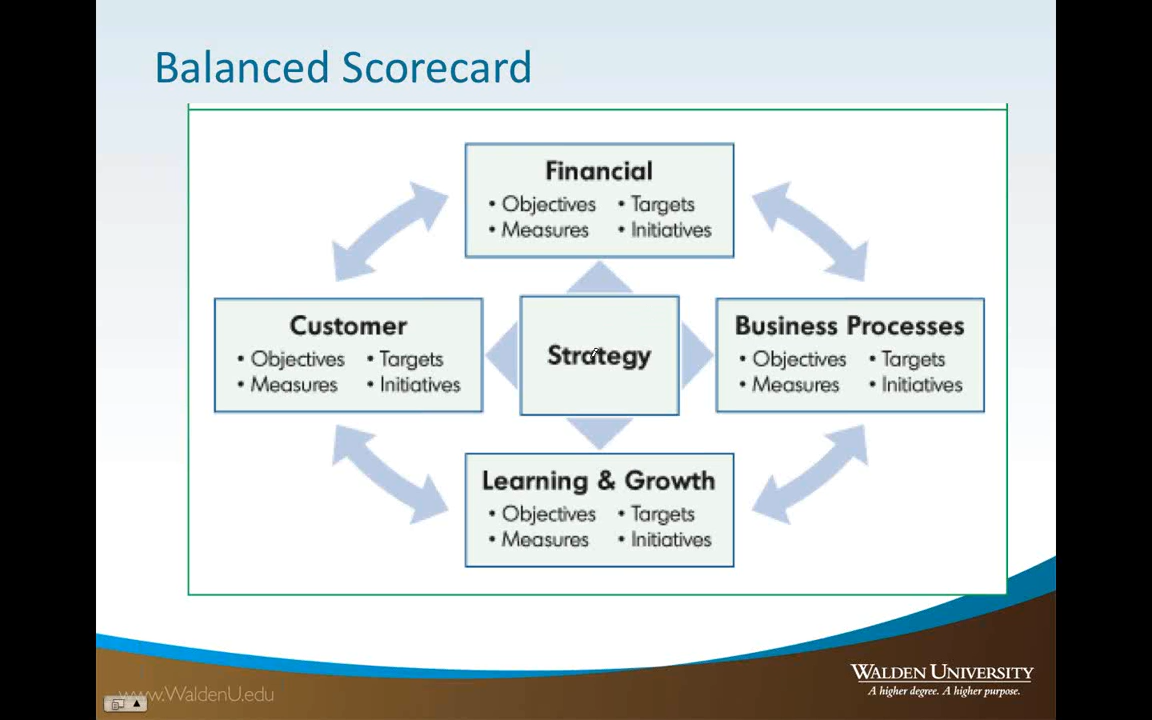 Balanced Scorecard
Financial
• Objectives • Targets
• Measures • Initiatives
Customer
• Objectives • Targets
• Measures • Initiatives
Strategy
Business Processes
• Objectives • Targets
• Measures • Initiatives
Learning & Growth
• Objectives • Targets
• Measures • Initiatives
WALDEN UNIVERSITY
A higher degree. A higher purpose.
www.WaldenU.edu